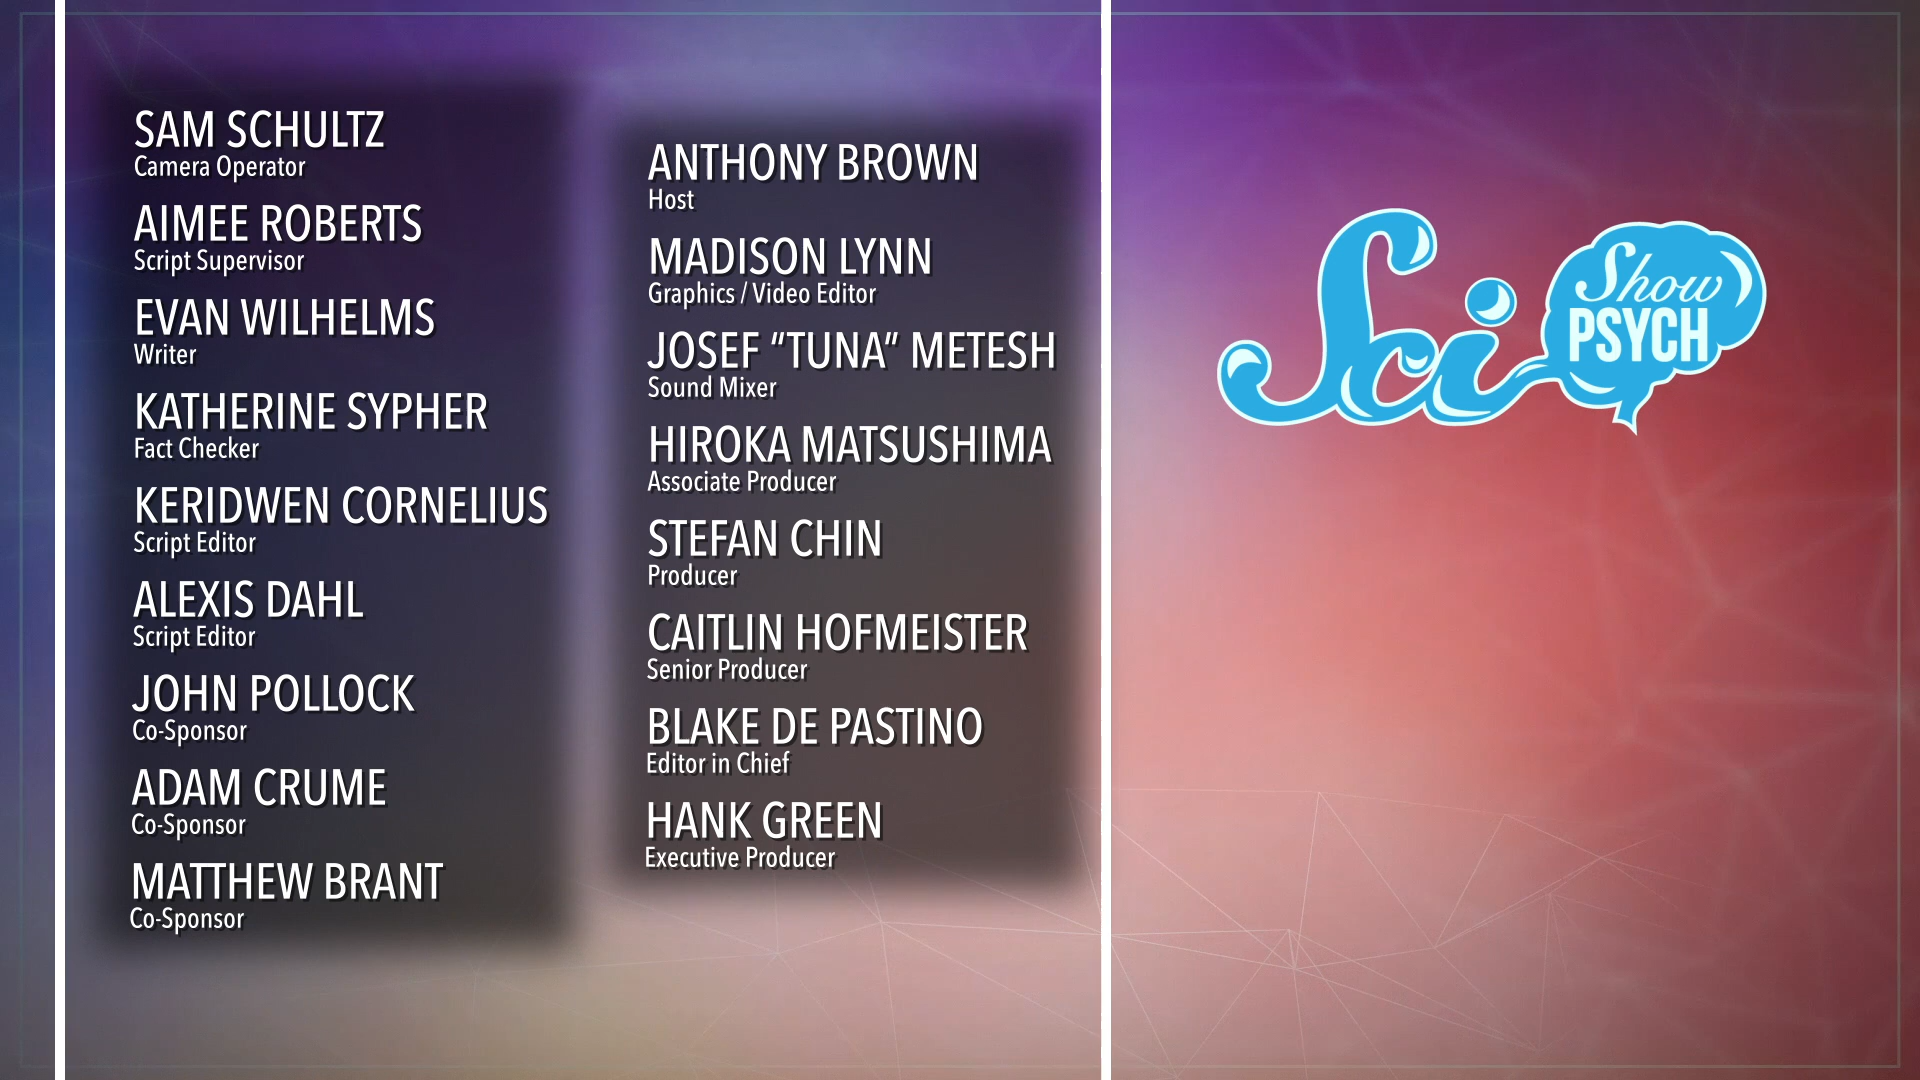 SAM SCHULTZ
Camera Operator
AIMEE ROBERTS
Script Supervisor
EVAN WILHELMS
Writer
KATHERINE SYPHER
Fact Checker
KERIDWEN CORNELIUS
Script Editor
ALEXIS DAHL
Script Editor
JOHN POLLOCK
Co-Sponsor
ADAM CRUME
Co-Sponsor
MATTHEW BRANT
Co-Sponsor
ANTHONY BROWN
Host
MADISON LYNN
Graphics / Video Editor
JOSEF “TUNA” METESH
Sound Mixer
HIROKA MATSUSHIMA
Associate Producer
STEFAN CHIN
Producer
CAITLIN HOFMEISTER
Senior Producer
BLAKE DE PASTINO
Editor in Chief
HANK GREEN
Executive Producer
Sci
Show
PSYCH